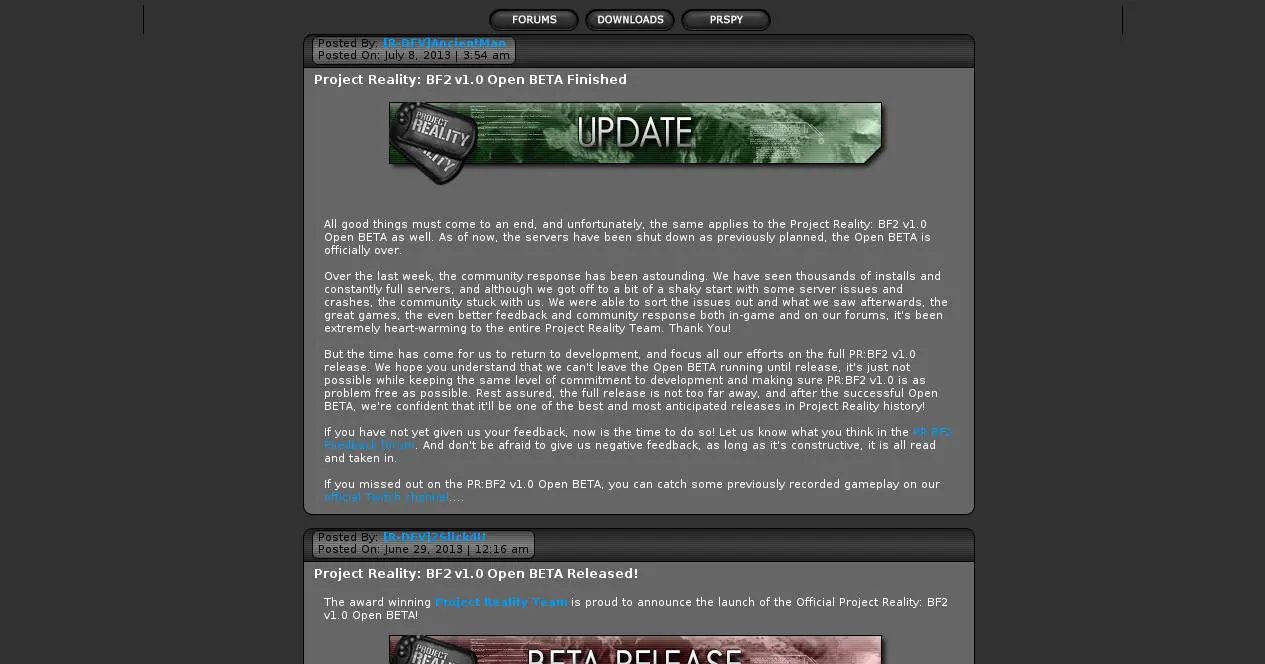 FORUMS DOWNLOADS PRSPY
Posted By: [R-DEV]AncientMan
Posted On: July 8, 2013 | 3:54 am
Project Reality: BF2 v1.0 Open BETA Finished
PROJECT
REALITY
UPDATE
All good things must come to an end, and unfortunately, the same applies to the Project Reality: BF2 v1.0
Open BETA as well. As of now, the servers have been shut down as previously planned, the Open BETA is
officially over.
Over the last week, the community response has been astounding. We have seen thousands of installs and
constantly full servers, and although we got off to a bit of a shaky start with some server issues and
crashes, the community stuck with us. We were able to sort the issues out and what we saw afterwards, the
great games, the even better feedback and community response both in-game and on our forums, it's been
extremely heart-warming to the entire Project Reality Team. Thank You!
But the time has come for us to return to development, and focus all our efforts on the full PR:BF2 v1.0
release. We hope you understand that we can't leave the Open BETA running until release, it's just not
possible while keeping the same level of commitment to development and making sure PR:BF2 v1.0 is as
problem free as possible. Rest assured, the full release is not too far away, and after the successful Open
BETA, we're confident that it'll be one of the best and most anticipated releases in Project Reality history!
If you have not yet given us your feedback, now is the time to do so! Let us know what you think in the PR BF2
Feedback forum. And don't be afraid to give us negative feedback, as long as it's constructive, it is all read
and taken in.
If you missed out on the PR:BF2 v1.0 Open BETA, you can catch some previously recorded gameplay on our
official Twitch channel....
Posted By: [R-DEV]2Slick4U
Posted On: June 29, 2013 | 12:16 am
Project Reality: BF2 v1.0 Open BETA Released!
The award winning Project Reality Team is proud to announce the launch of the Official Project Reality: BF2
v1.0 Open BETA!
PROJECT
REALITY
BETA RELEASE